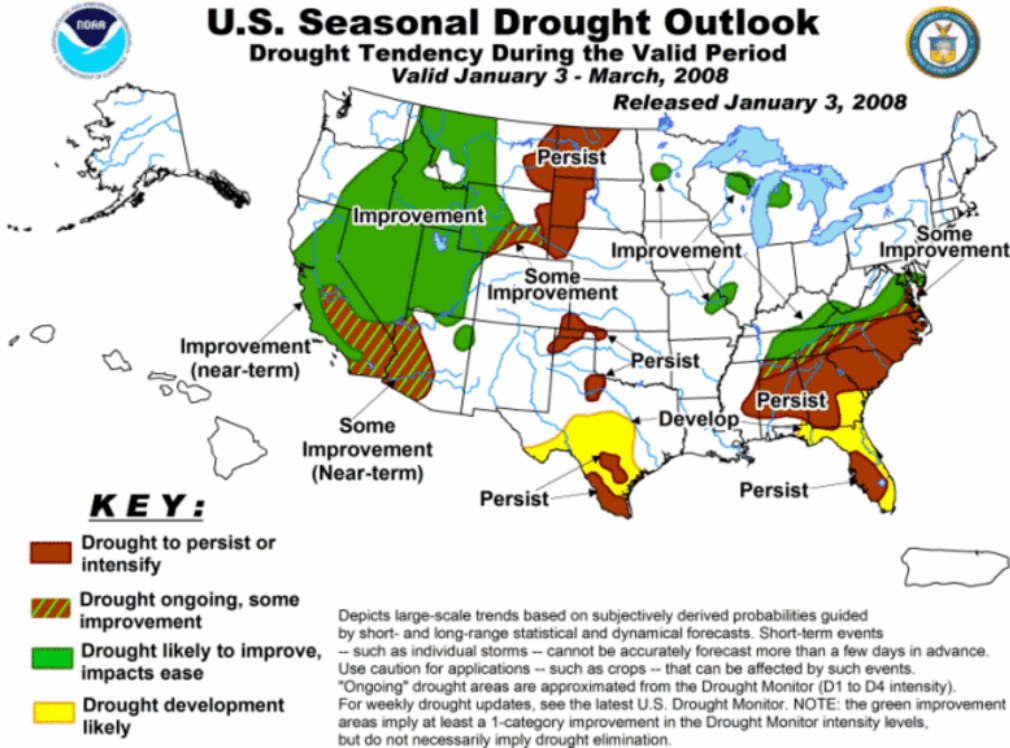 NOAA
U.S. Seasonal Drought Outlook
Drought Tendency During the Valid Period
Valid January 3 - March, 2008
Released January 3, 2008
Persist
Improvement
Some
Improvement
Improvement
Some
Improvement
Improvement
(near-term)
Persist
Persist
Some
Improvement
(Near-term)
Develop
Persist
Persist
KEY:
Drought to persist or
intensify
Drought ongoing, some
improvement
Drought likely to improve,
impacts ease
Drought development
likely
Depicts large-scale trends based on subjectively derived probabilities guided
by short- and long-range statistical and dynamical forecasts. Short-term events
-- such as individual storms -- cannot be accurately forecast more than a few days in advance.
Use caution for applications -- such as crops -- that can be affected by such events.
"Ongoing" drought areas are approximated from the Drought Monitor (D1 to D4 intensity).
For weekly drought updates, see the latest U.S. Drought Monitor. NOTE: the green improvement
areas imply at least a 1-category improvement in the Drought Monitor intensity levels,
but do not necessarily imply drought elimination.